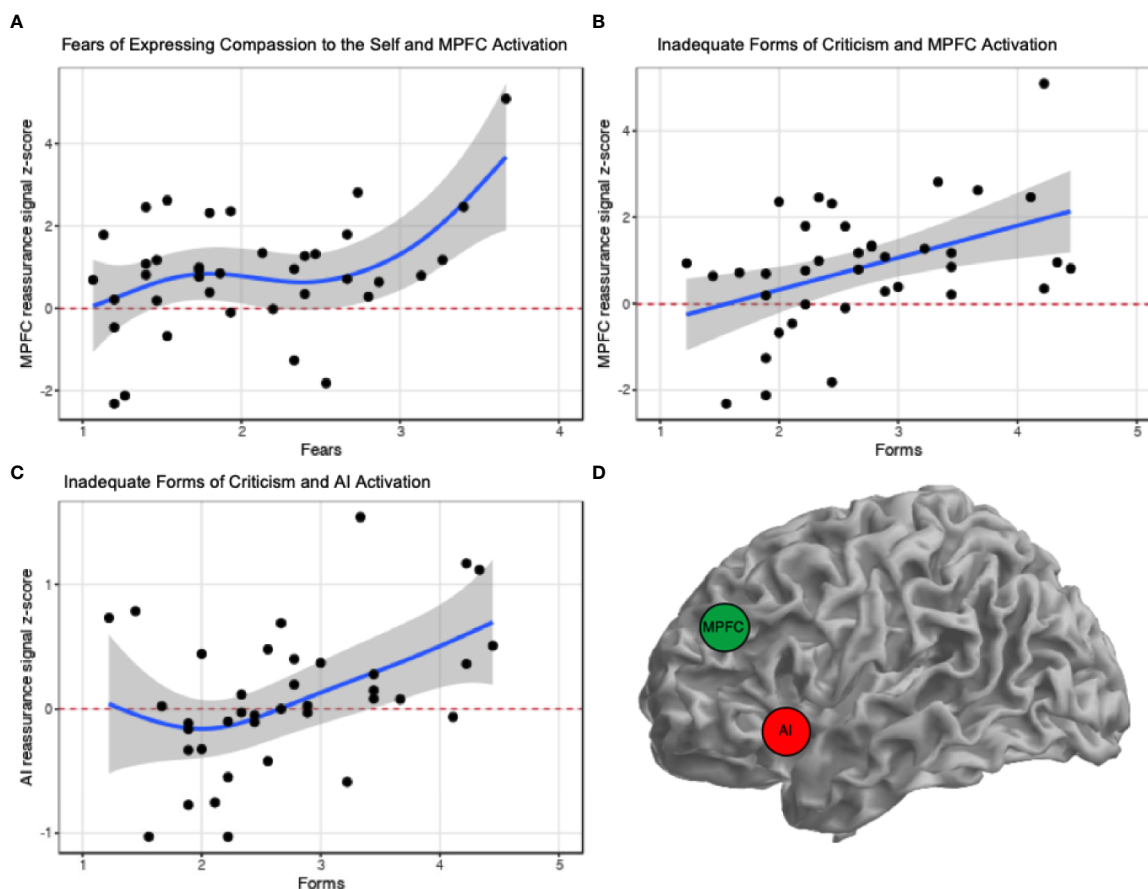 A
Fears of Expressing Compassion to the Self and MPFC Activation
MPFC reassurance signal z-score
4
2
0
-2
1
2
3
4
Fears
B
Inadequate Forms of Criticism and MPFC Activation
MPFC reassurance signal z-score
4
2
0
-2
1
2
3
4
5
Forms
C
Inadequate Forms of Criticism and AI Activation
AI reassurance signal z-score
1
0
-1
1
2
3
4
5
Forms
D
MPFC
AI